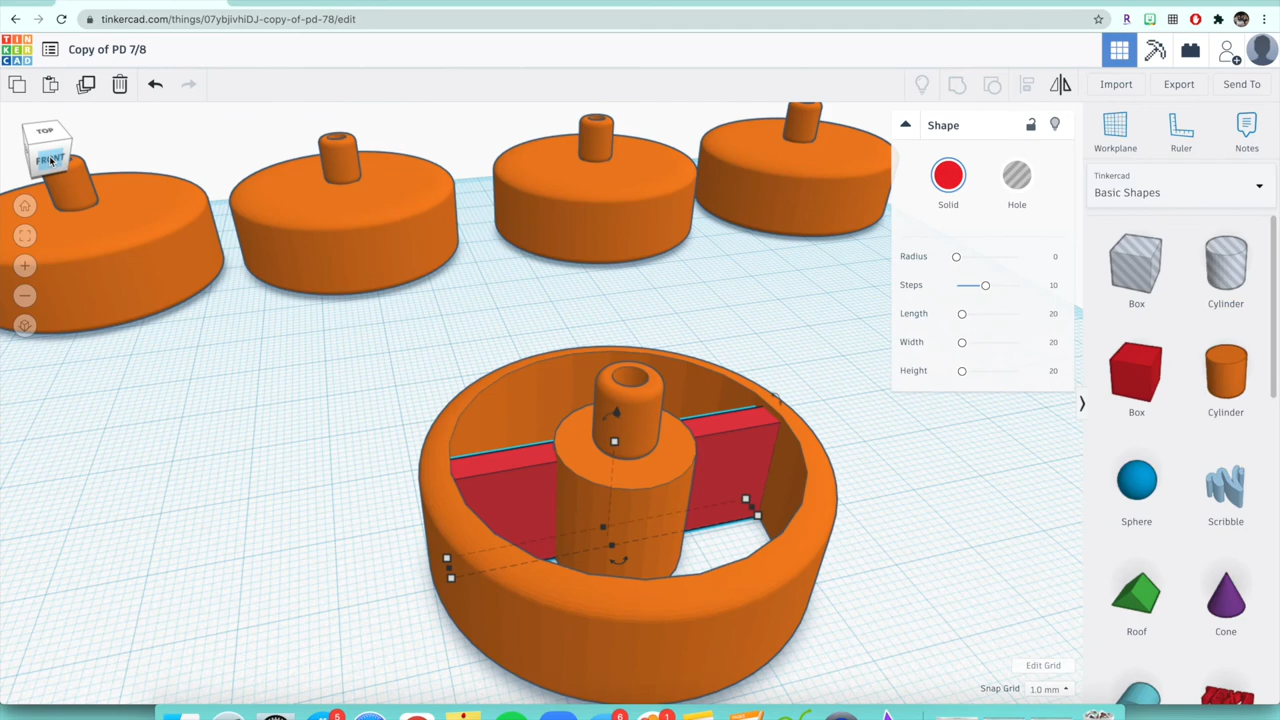 tinkercad.com/things/07ybjivhiDJ-copy-of-pd-78/edit
R
TIN
KER
CAD
Copy of PD 7/8
Import
Export
Send To
TOP
FRONT
Shape
Solid
Hole
Radius 0
Steps 10
Length 20
Width 20
Height 20
Workplane
Ruler
Notes
Tinkercad
Basic Shapes
Box
Cylinder
Box
Cylinder
Sphere
Scribble
Roof
Cone
Edit Grid
Snap Grid 1.0 mm
5
6
1